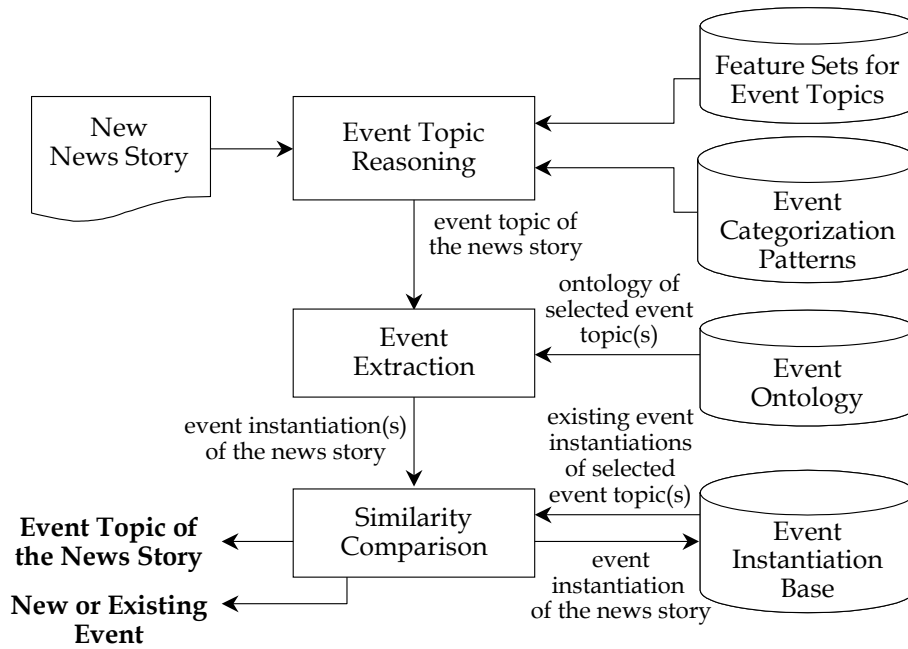 Feature Sets for
Event Topics
New
News Story
Event Topic
Reasoning
Event
Categorization
Patterns
event topic of
the news story
ontology of
selected event
topic(s)
Event
Extraction
Event
Ontology
event instantiation(s)
of the news story
existing event
instantiations
of selected
event topic(s)
Similarity
Comparison
Event
Instantiation
Base
Event Topic of
the News Story
event
instantiation
of the news story
New or Existing
Event